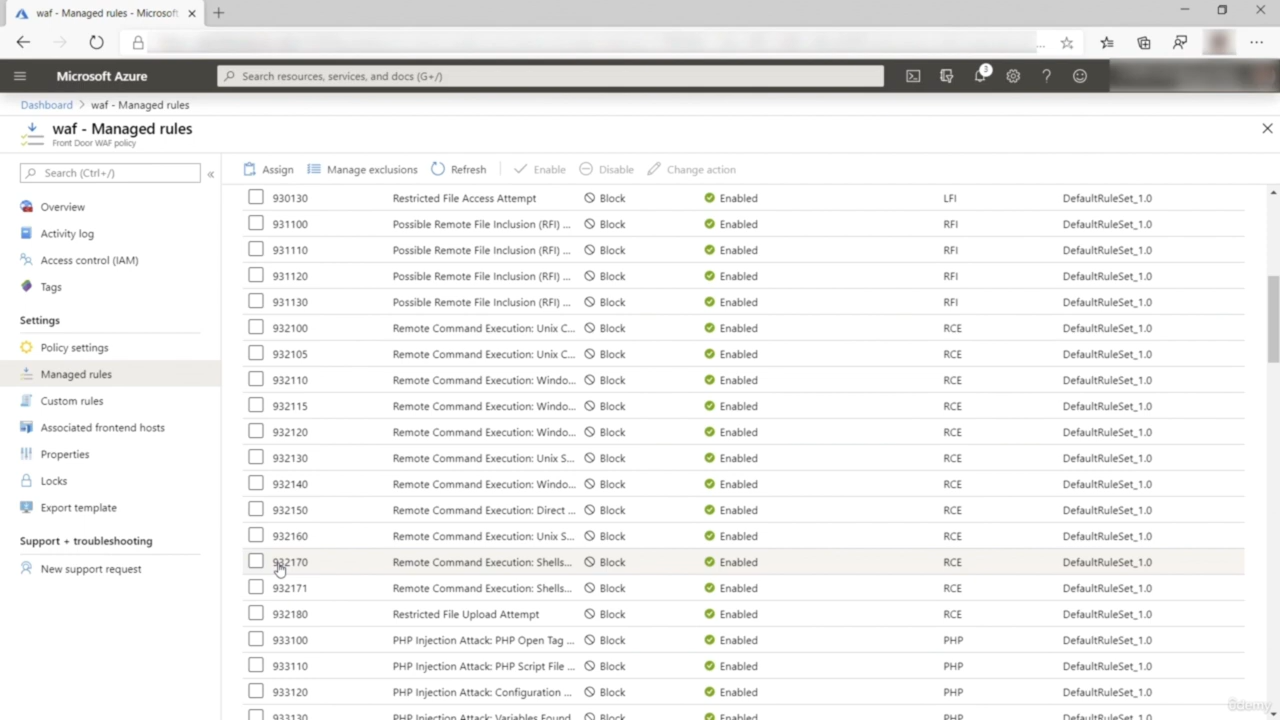 waf - Managed rules - Microsoft
Microsoft Azure
Search resources, services, and docs (G+/)
3
Dashboard > waf - Managed rules
waf - Managed rules
Front Door WAF policy
Search (Ctrl+/)
Assign Manage exclusions Refresh Enable Disable Change action
Overview
Activity log
Access control (IAM)
Tags
Settings
Policy settings
Managed rules
Custom rules
Associated frontend hosts
Properties
Locks
Export template
Support + troubleshooting
New support request
930130 Restricted File Access Attempt Block Enabled LFI DefaultRuleSet_1.0
931100 Possible Remote File Inclusion (RFI) ... Block Enabled RFI DefaultRuleSet_1.0
931110 Possible Remote File Inclusion (RFI) ... Block Enabled RFI DefaultRuleSet_1.0
931120 Possible Remote File Inclusion (RFI) ... Block Enabled RFI DefaultRuleSet_1.0
931130 Possible Remote File Inclusion (RFI) ... Block Enabled RFI DefaultRuleSet_1.0
932100 Remote Command Execution: Unix C... Block Enabled RCE DefaultRuleSet_1.0
932105 Remote Command Execution: Unix C... Block Enabled RCE DefaultRuleSet_1.0
932110 Remote Command Execution: Windo... Block Enabled RCE DefaultRuleSet_1.0
932115 Remote Command Execution: Windo... Block Enabled RCE DefaultRuleSet_1.0
932120 Remote Command Execution: Windo... Block Enabled RCE DefaultRuleSet_1.0
932130 Remote Command Execution: Unix S... Block Enabled RCE DefaultRuleSet_1.0
932140 Remote Command Execution: Windo... Block Enabled RCE DefaultRuleSet_1.0
932150 Remote Command Execution: Direct ... Block Enabled RCE DefaultRuleSet_1.0
932160 Remote Command Execution: Unix S... Block Enabled RCE DefaultRuleSet_1.0
932170 Remote Command Execution: Shells... Block Enabled RCE DefaultRuleSet_1.0
932171 Remote Command Execution: Shells... Block Enabled RCE DefaultRuleSet_1.0
932180 Restricted File Upload Attempt Block Enabled RCE DefaultRuleSet_1.0
933100 PHP Injection Attack: PHP Open Tag ... Block Enabled PHP DefaultRuleSet_1.0
933110 PHP Injection Attack: PHP Script File ... Block Enabled PHP DefaultRuleSet_1.0
933120 PHP Injection Attack: Configuration ... Block Enabled PHP DefaultRuleSet_1.0
933130 PHP Injection Attack: Variables Found Block Enabled PHP DefaultRuleSet_1.0
ûdemy